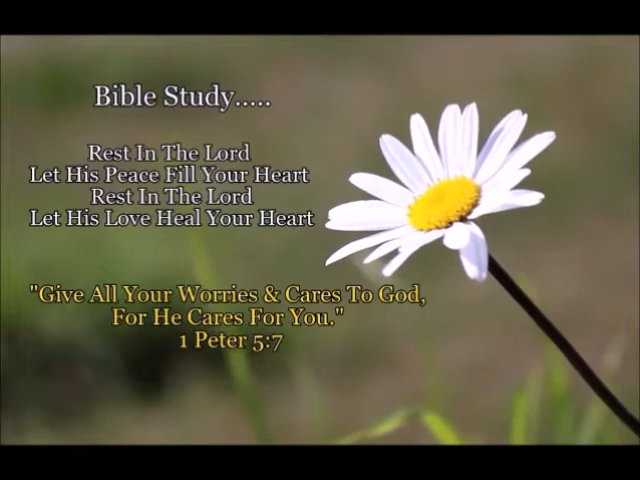 Bible Study.....
Rest In The Lord
Let His Peace Fill Your Heart
Rest In The Lord
Let His Love Heal Your Heart
"Give All Your Worries & Cares To God,
For He Cares For You."
1 Peter 5:7